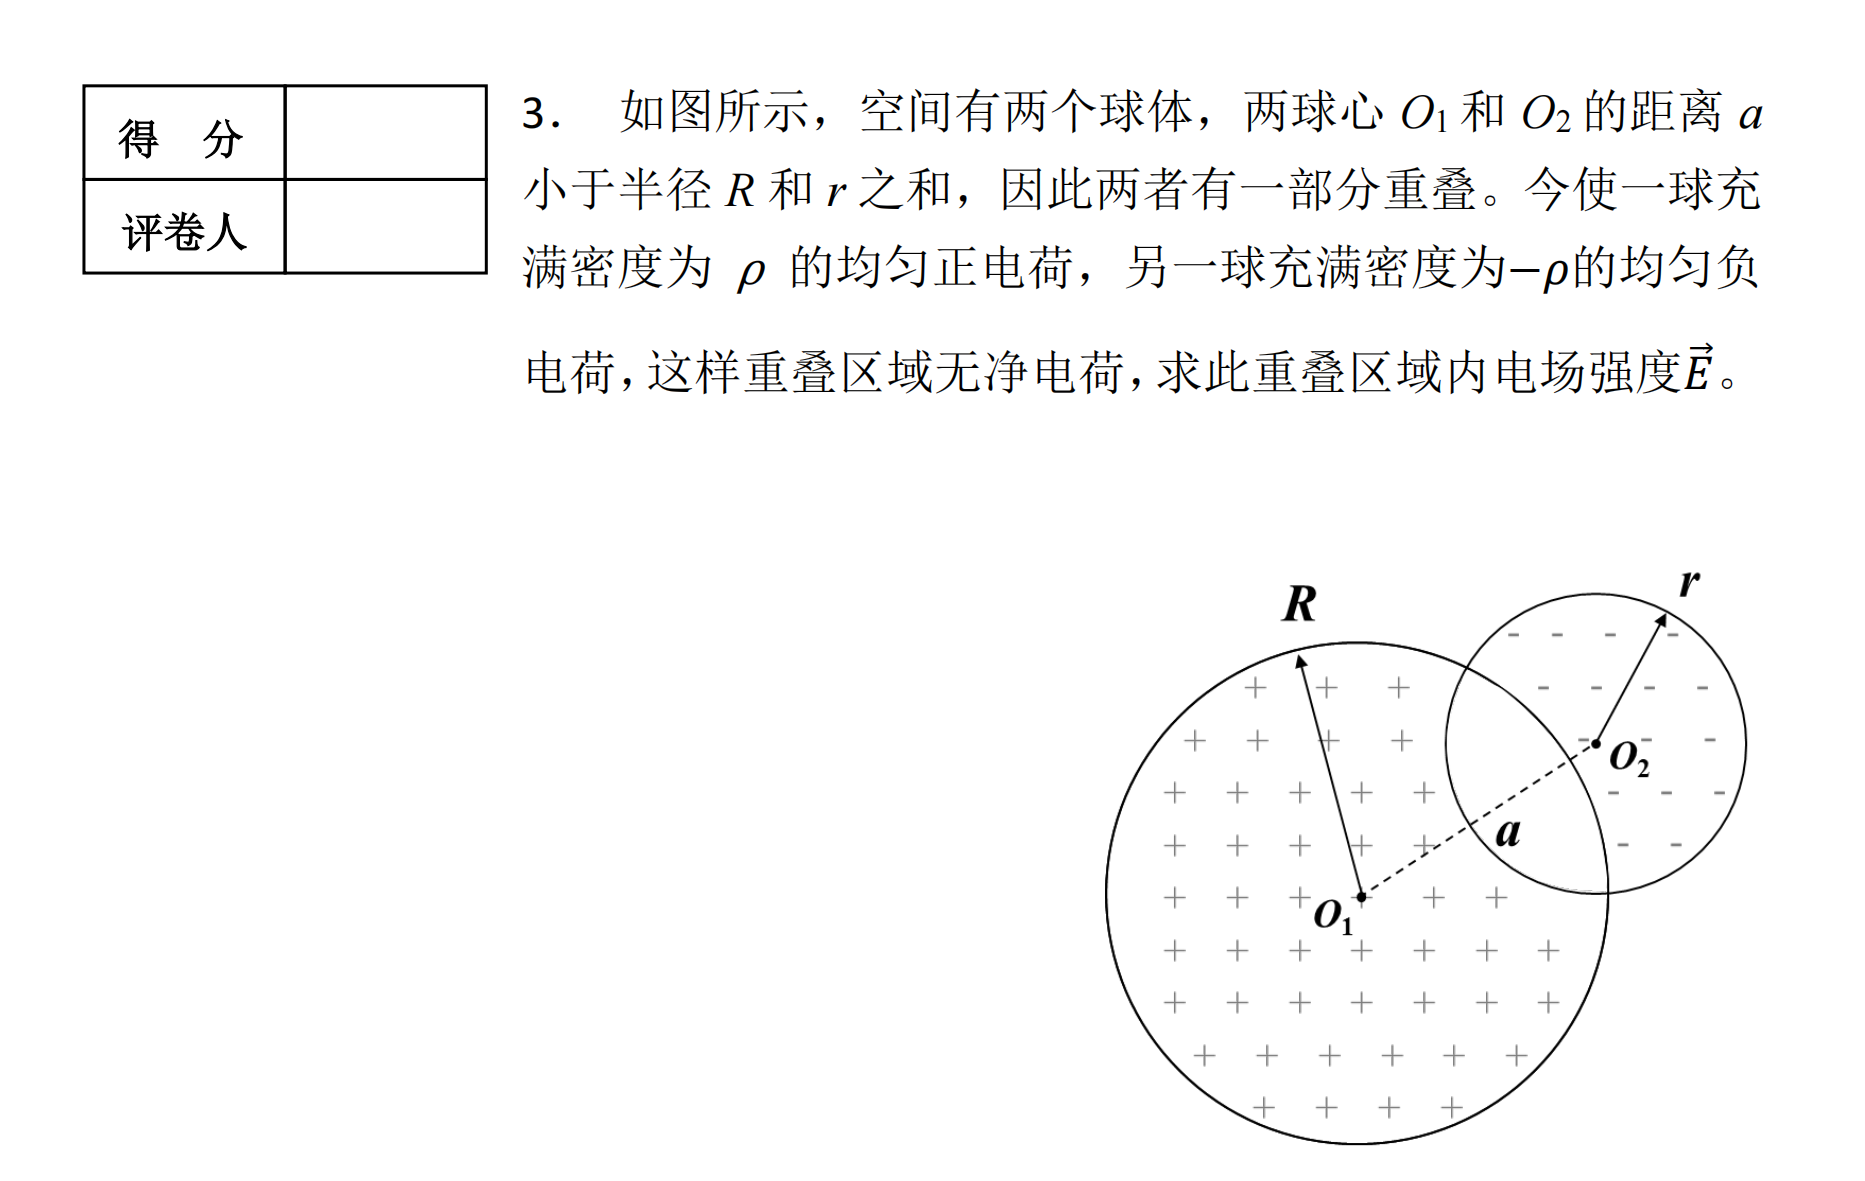 得 分
评卷人
3. 如图所示，空间有两个球体，两球心 O₁ 和 O₂ 的距离 a
小于半径 R 和 r 之和，因此两者有一部分重叠。今使一球充
满密度为 ρ 的均匀正电荷，另一球充满密度为−ρ的均匀负
电荷，这样重叠区域无净电荷，求此重叠区域内电场强度E⃗。
R
r
O₂
a
O₁